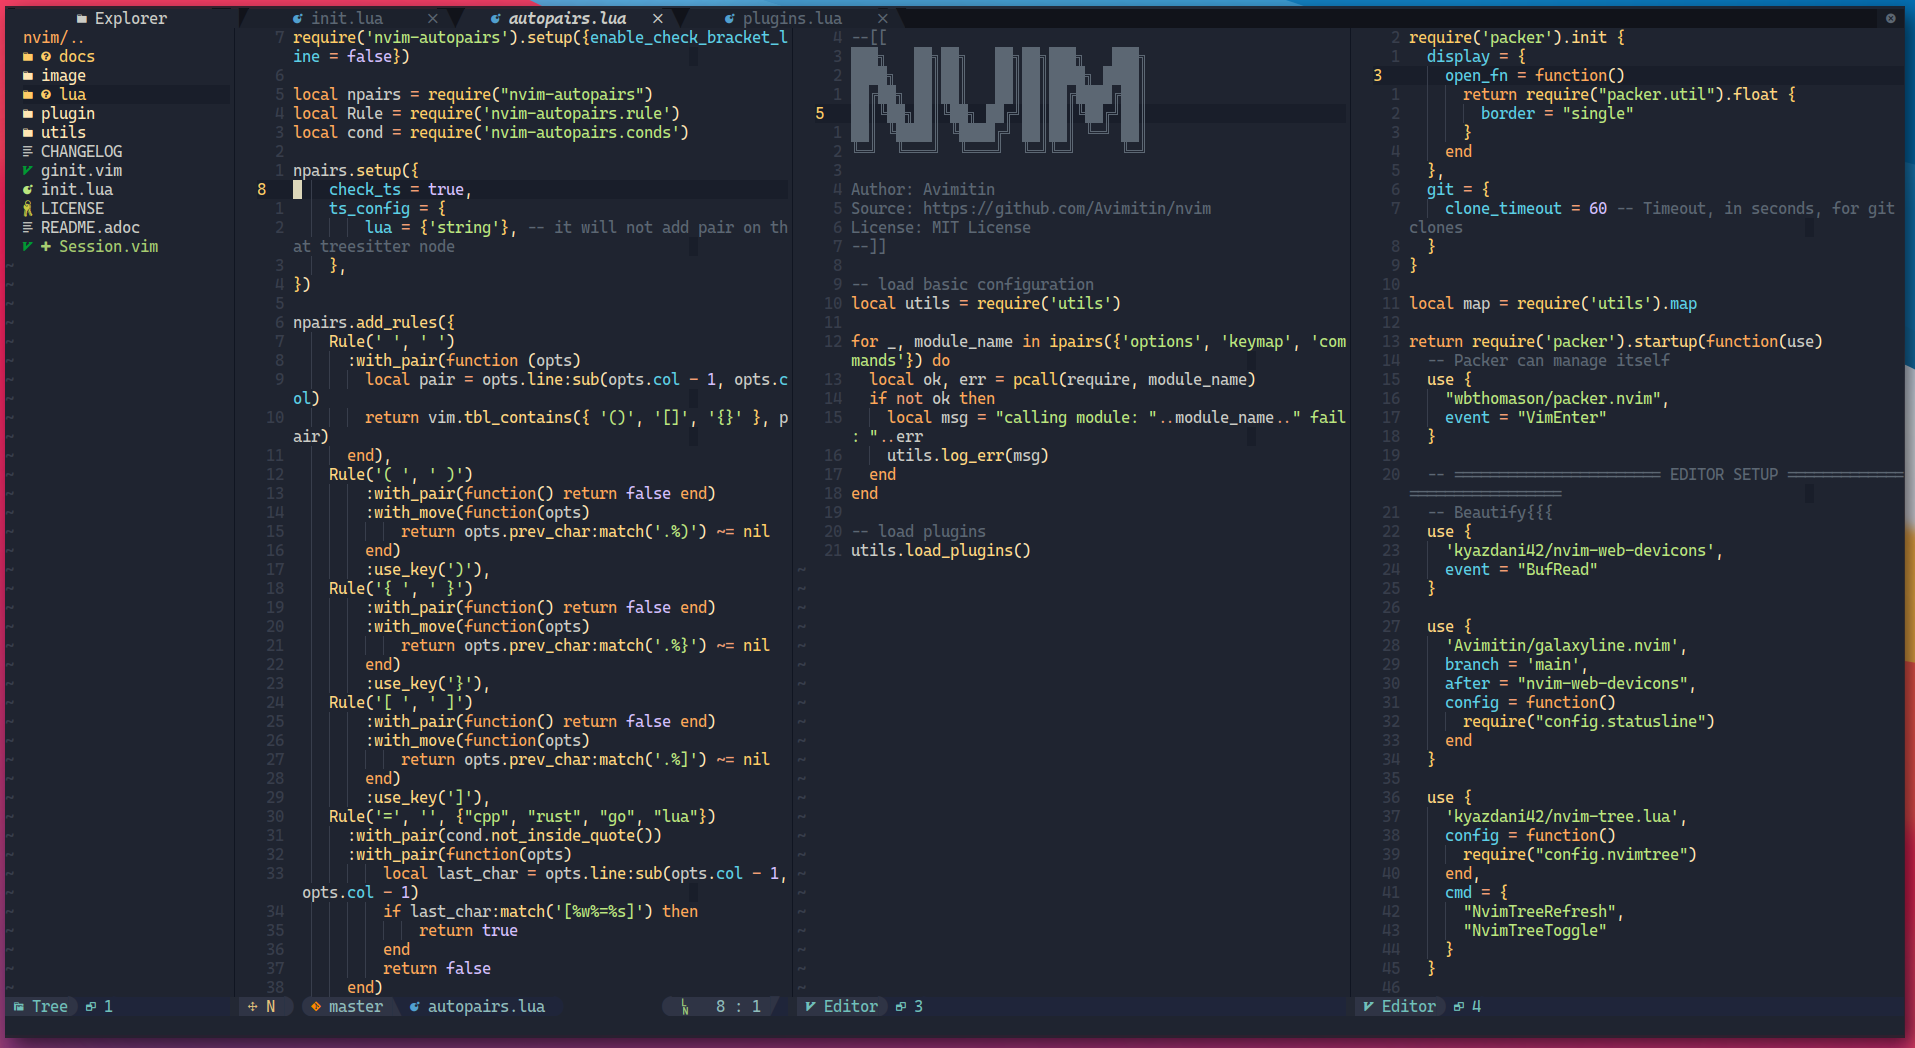 Explorer
nvim/..
docs
image
lua
plugin
utils
CHANGELOG
ginit.vim
init.lua
LICENSE
README.adoc
+ Session.vim
Tree 1
init.lua ×
autopairs.lua ×
plugins.lua ×
7 require('nvim-autopairs').setup({enable_check_bracket_l
ine = false})
6
5 local npairs = require("nvim-autopairs")
4 local Rule = require('nvim-autopairs.rule')
3 local cond = require('nvim-autopairs.conds')
2
1 npairs.setup({
8 check_ts = true,
1 ts_config = {
2 lua = {'string'}, -- it will not add pair on th
at treesitter node
3 },
4 })
5
6 npairs.add_rules({
7 Rule(' ', ' ')
8 :with_pair(function (opts)
9 local pair = opts.line:sub(opts.col - 1, opts.c
ol)
10 return vim.tbl_contains({ '()', '[]', '{}' }, p
air)
11 end),
12 Rule('( ', ' )')
13 :with_pair(function() return false end)
14 :with_move(function(opts)
15 return opts.prev_char:match('.%)') ~= nil
16 end)
17 :use_key(')'),
18 Rule('{ ', ' }')
19 :with_pair(function() return false end)
20 :with_move(function(opts)
21 return opts.prev_char:match('.%}') ~= nil
22 end)
23 :use_key('}'),
24 Rule('[ ', ' ]')
25 :with_pair(function() return false end)
26 :with_move(function(opts)
27 return opts.prev_char:match('.%]') ~= nil
28 end)
29 :use_key(']'),
30 Rule('=', '', {"cpp", "rust", "go", "lua"})
31 :with_pair(cond.not_inside_quote())
32 :with_pair(function(opts)
33 local last_char = opts.line:sub(opts.col - 1,
opts.col - 1)
34 if last_char:match('[%w%=%s]') then
35 return true
36 end
37 return false
38 end)
N master autopairs.lua LN 8 : 1
4 --[[
3 NVIM
2
1
5
1
2
3
4 Author: Avimitin
5 Source: https://github.com/Avimitin/nvim
6 License: MIT License
7 --]]
8
9 -- load basic configuration
10 local utils = require('utils')
11
12 for _, module_name in ipairs({'options', 'keymap', 'com
mands'}) do
13 local ok, err = pcall(require, module_name)
14 if not ok then
15 local msg = "calling module: "..module_name.." fail
: "..err
16 utils.log_err(msg)
17 end
18 end
19
20 -- load plugins
21 utils.load_plugins()
Editor 3
2 require('packer').init {
1 display = {
3 open_fn = function()
1 return require("packer.util").float {
2 border = "single"
3 }
4 end
5 },
6 git = {
7 clone_timeout = 60 -- Timeout, in seconds, for git
clones
8 }
9 }
10
11 local map = require('utils').map
12
13 return require('packer').startup(function(use)
14 -- Packer can manage itself
15 use {
16 "wbthomason/packer.nvim",
17 event = "VimEnter"
18 }
19
20 -- ======================= EDITOR SETUP =============
=================
21 -- Beautify{{{
22 use {
23 'kyazdani42/nvim-web-devicons',
24 event = "BufRead"
25 }
26
27 use {
28 'Avimitin/galaxyline.nvim',
29 branch = 'main',
30 after = "nvim-web-devicons",
31 config = function()
32 require("config.statusline")
33 end
34 }
35
36 use {
37 'kyazdani42/nvim-tree.lua',
38 config = function()
39 require("config.nvimtree")
40 end,
41 cmd = {
42 "NvimTreeRefresh",
43 "NvimTreeToggle"
44 }
45 }
46
Editor 4